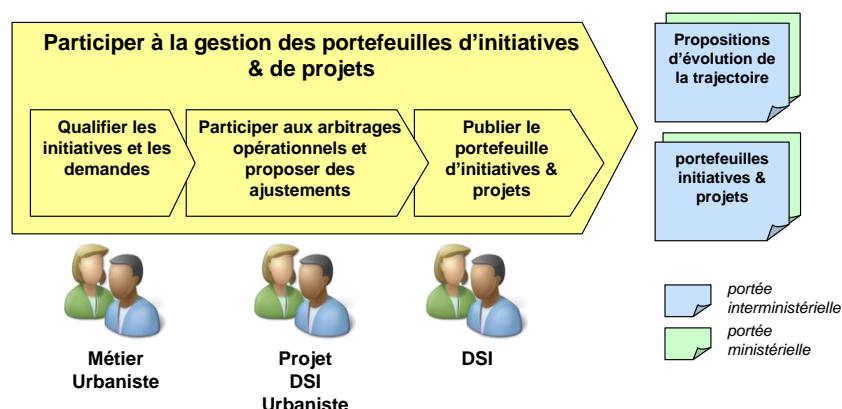 Participer à la gestion des portefeuilles d'initiatives
& de projets
Qualifier les
initiatives et les
demandes
Participer aux arbitrages
opérationnels et
proposer des
ajustements
Publier le
portefeuille
d'initiatives &
projets
Propositions
d'évolution de
la trajectoire
portefeuilles
initiatives &
projets
Métier
Urbaniste
Projet
DSI
Urbaniste
DSI
portée
interministérielle
portée
ministérielle